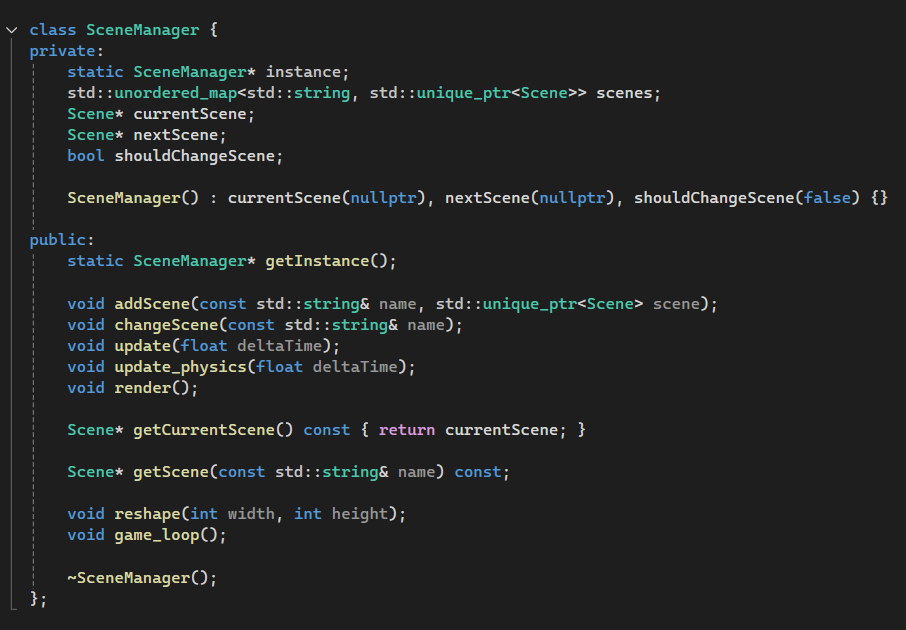 class SceneManager {
private:
    static SceneManager* instance;
    std::unordered_map<std::string, std::unique_ptr<Scene>> scenes;
    Scene* currentScene;
    Scene* nextScene;
    bool shouldChangeScene;

    SceneManager() : currentScene(nullptr), nextScene(nullptr), shouldChangeScene(false) {}

public:
    static SceneManager* getInstance();

    void addScene(const std::string& name, std::unique_ptr<Scene> scene);
    void changeScene(const std::string& name);
    void update(float deltaTime);
    void update_physics(float deltaTime);
    void render();

    Scene* getCurrentScene() const { return currentScene; }

    Scene* getScene(const std::string& name) const;

    void reshape(int width, int height);
    void game_loop();

    ~SceneManager();
};